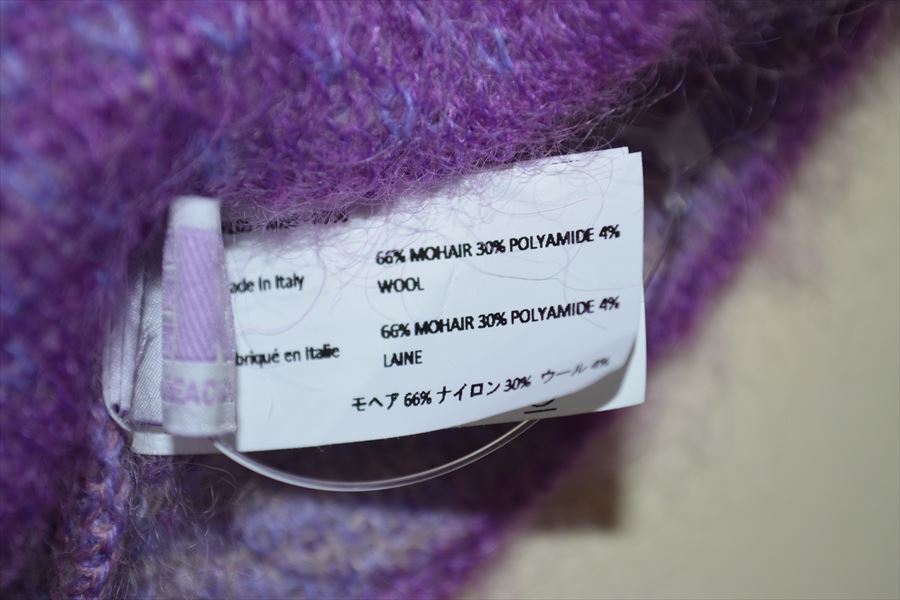 66% MOHAIR 30% POLYAMIDE 4%
ade In Italy
WOOL
66% MOHAIR 30% POLYAMIDE 4%
briqué en Italie
LAINE
モヘア 66% ナイロン 30% ウール 4%